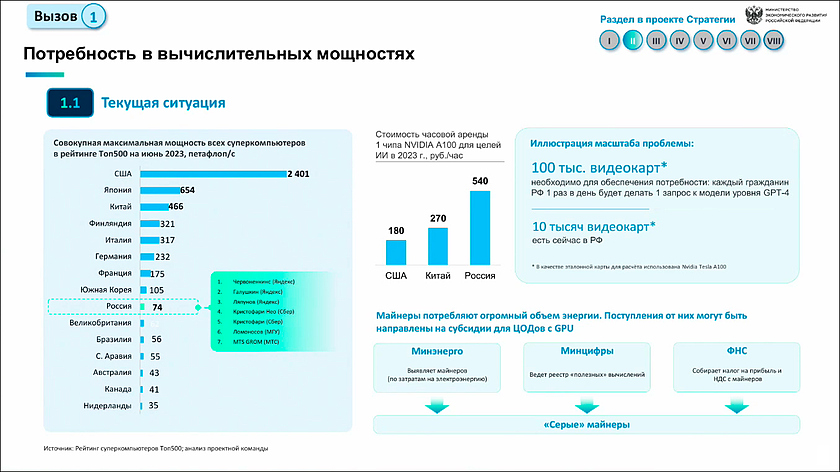 Вызов 1
Раздел в проекте Стратегии
МИНИСТЕРСТВО
ЭКОНОМИЧЕСКОГО РАЗВИТИЯ
РОССИЙСКОЙ ФЕДЕРАЦИИ
I II III IV V VI VII VIII
Потребность в вычислительных мощностях
1.1 Текущая ситуация
Совокупная максимальная мощность всех суперкомпьютеров
в рейтинге Топ500 на июнь 2023, петафлоп/с
США 2 401
Япония 654
Китай 466
Финляндия 321
Италия 317
Германия 232
Франция 175
Южная Корея 105
Россия 74
Великобритания
Бразилия 56
С. Аравия 55
Австралия 43
Канада 41
Нидерланды 35
1. Червоненкис (Яндекс)
2. Галушкин (Яндекс)
3. Ляпунов (Яндекс)
4. Кристофари Нео (Сбер)
5. Кристофари (Сбер)
6. Ломоносов (МГУ)
7. MTS GROM (МТС)
Стоимость часовой аренды
1 чипа NVIDIA A100 для целей
ИИ в 2023 г., руб./час
180 270 540
США Китай Россия
Иллюстрация масштаба проблемы:
100 тыс. видеокарт*
необходимо для обеспечения потребности: каждый гражданин
РФ 1 раз в день будет делать 1 запрос к модели уровня GPT-4
10 тысяч видеокарт*
есть сейчас в РФ
* В качестве эталонной карты для расчёта использована Nvidia Tesla A100
Майнеры потребляют огромный объем энергии. Поступления от них могут быть
направлены на субсидии для ЦОДов с GPU
Минэнерго
Выявляет майнеров
(по затратам на электроэнергию)
Минцифры
Ведет реестр «полезных» вычислений
ФНС
Собирает налог на прибыль и
НДС с майнеров
«Серые» майнеры
Источник: Рейтинг суперкомпьютеров Топ500; анализ проектной команды